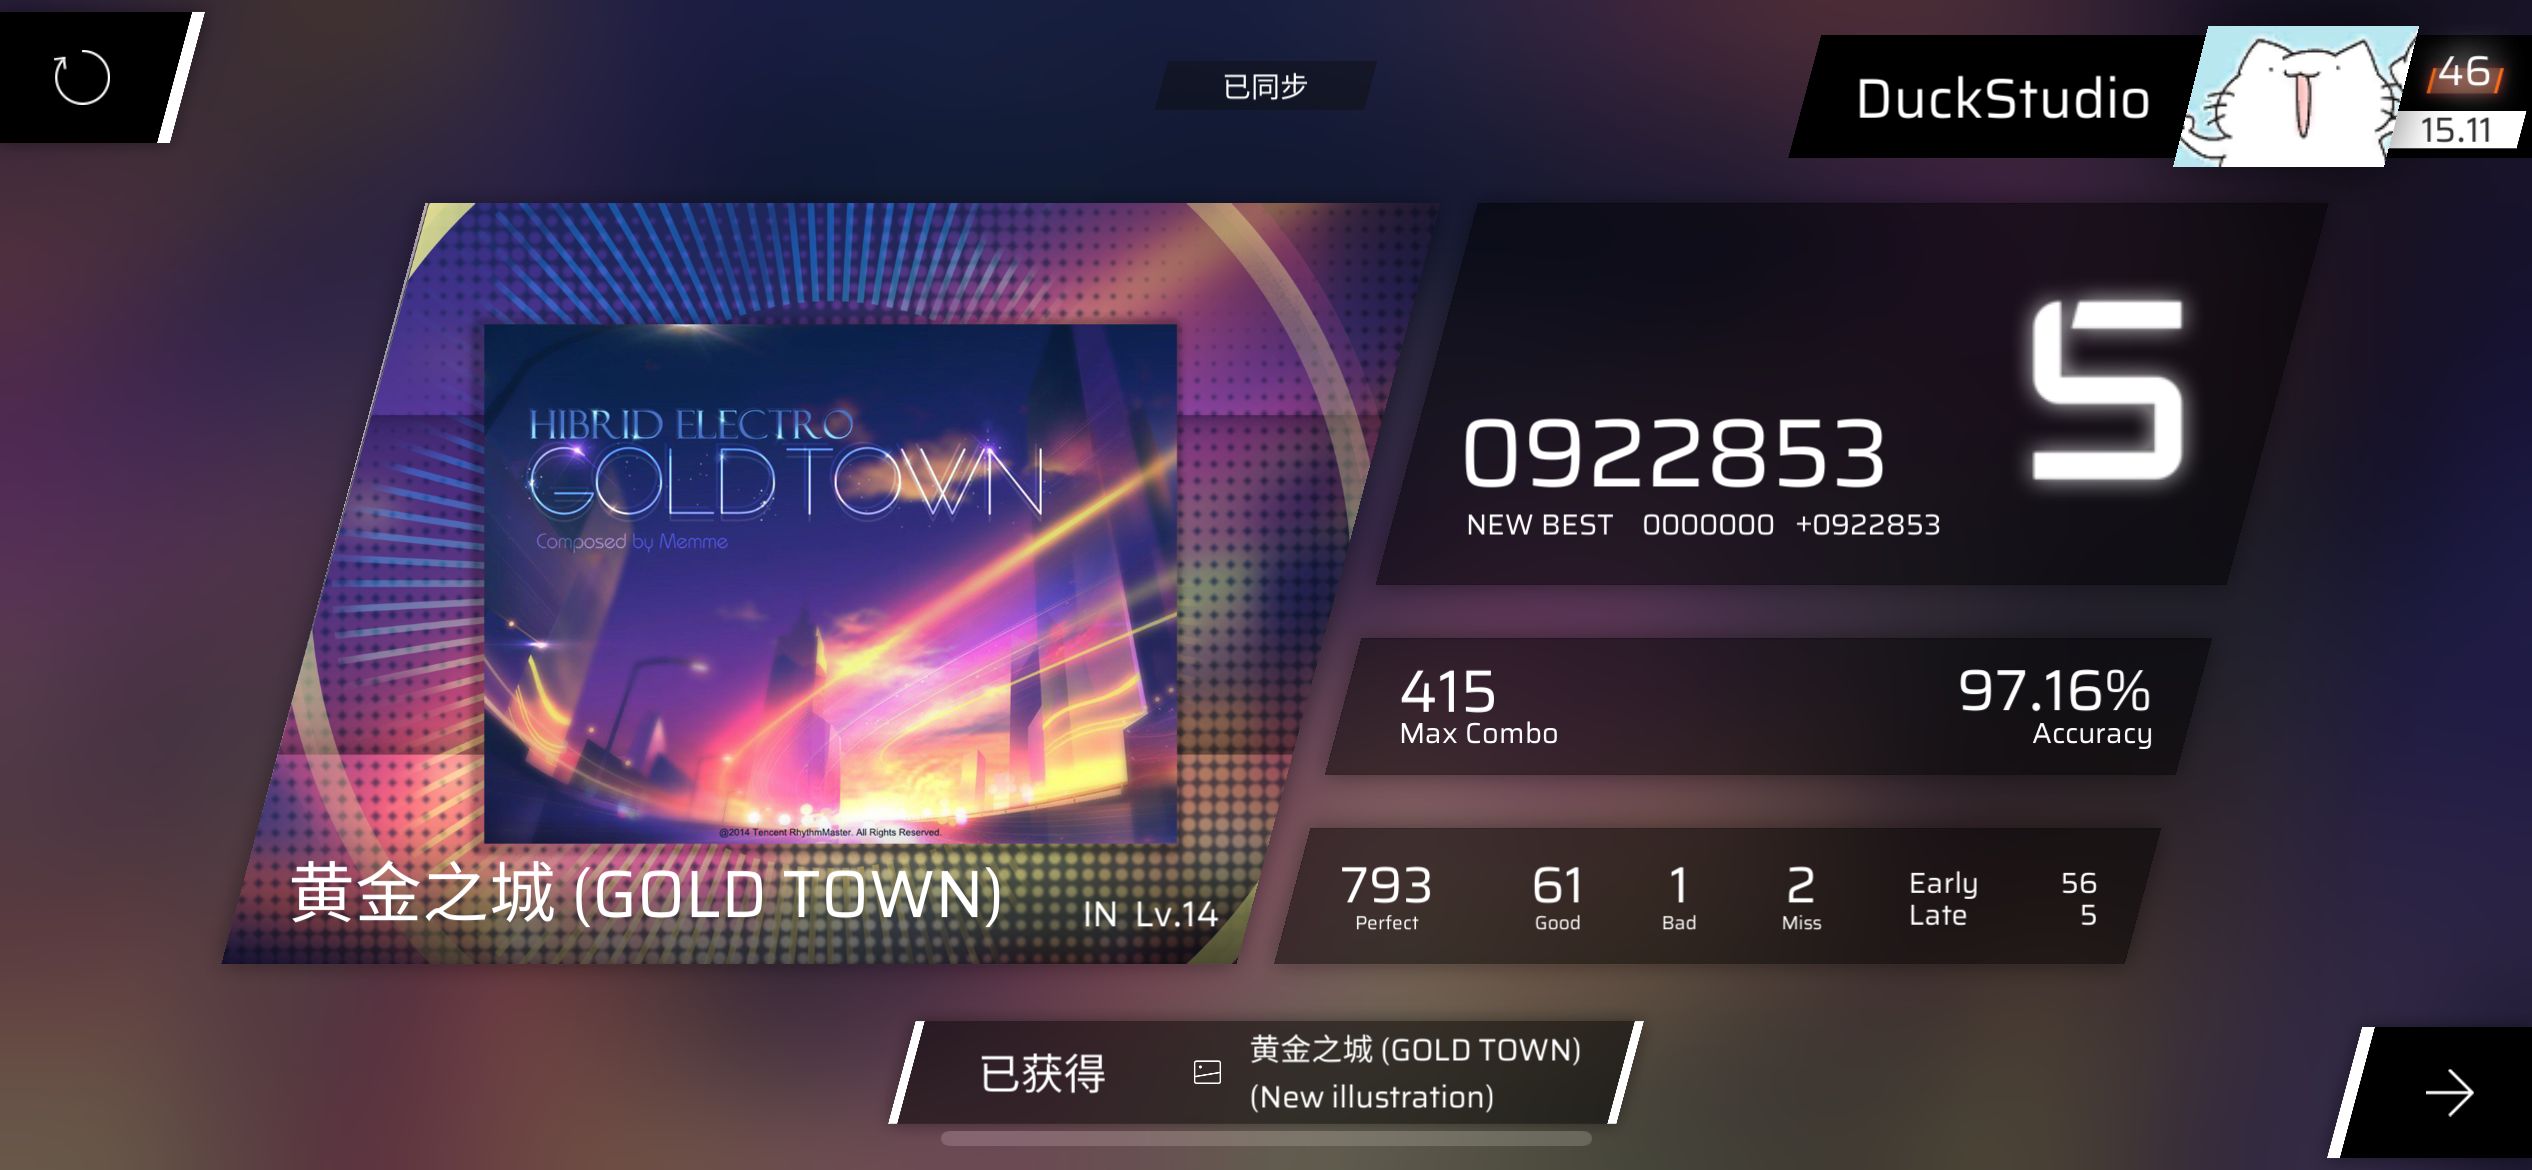 已同步
DuckStudio
46
15.11
HIBRID ELECTRO
GOLD TOWN
Composed by Memme
@2014 Tencent RhythmMaster. All Rights Reserved.
黄金之城 (GOLD TOWN)
IN Lv.14
S
0922853
NEW BEST 0000000 +0922853
415
Max Combo
97.16%
Accuracy
793
Perfect
61
Good
1
Bad
2
Miss
Early 56
Late 5
已获得
黄金之城 (GOLD TOWN)
(New illustration)